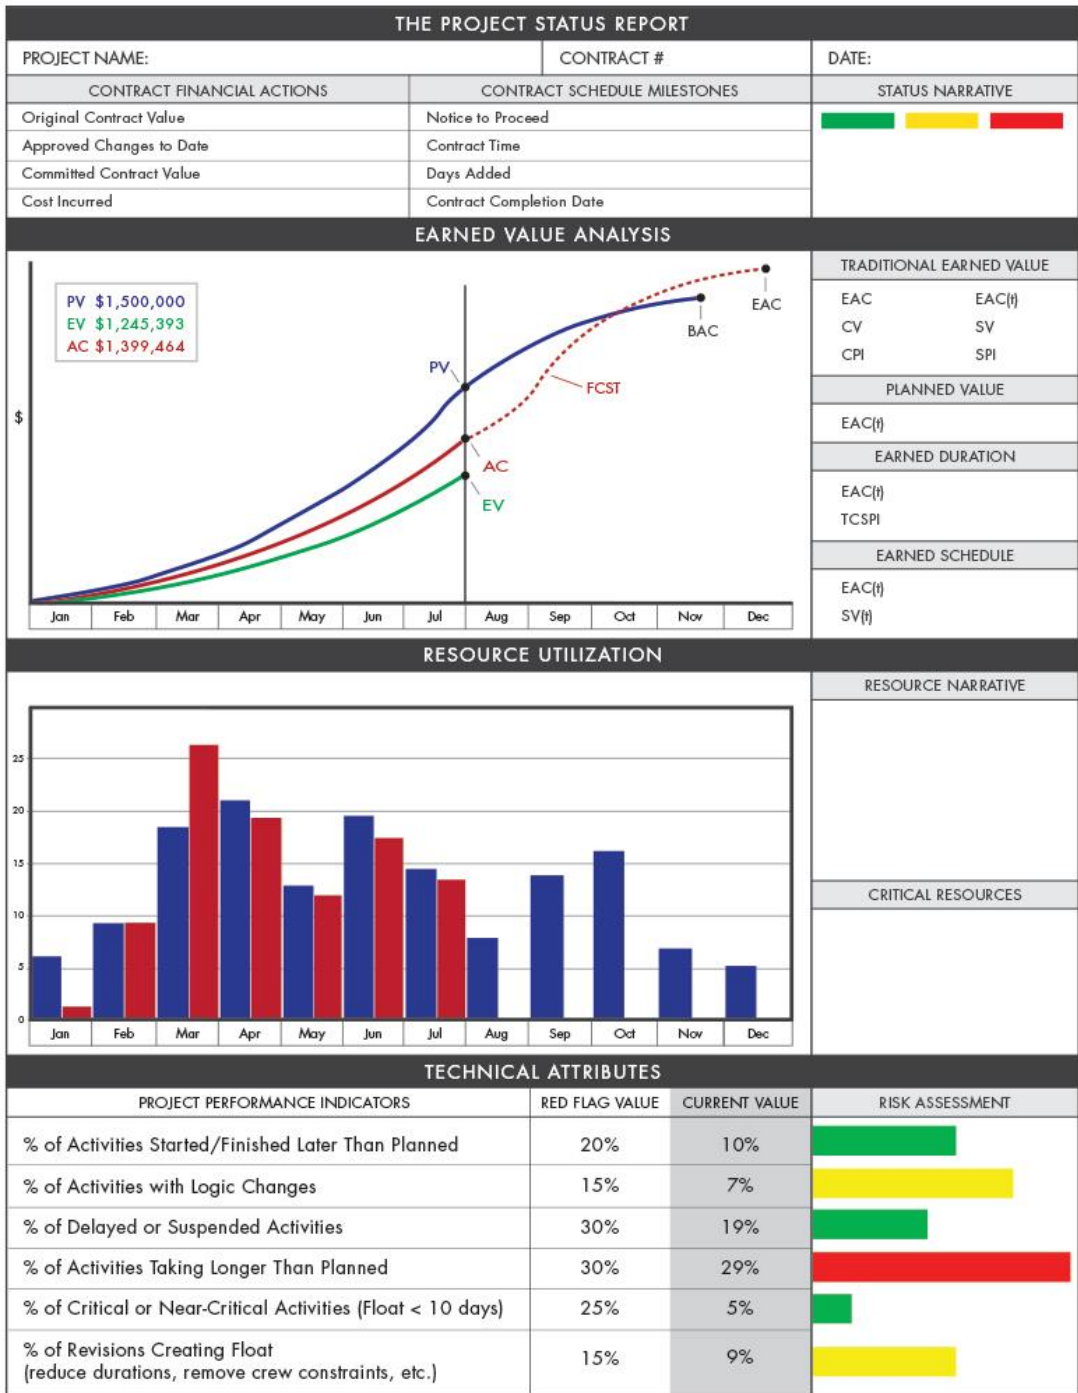 THE PROJECT STATUS REPORT
PROJECT NAME: CONTRACT # DATE:
CONTRACT FINANCIAL ACTIONS CONTRACT SCHEDULE MILESTONES STATUS NARRATIVE
Original Contract Value Notice to Proceed
Approved Changes to Date Contract Time
Committed Contract Value Days Added
Cost Incurred Contract Completion Date
EARNED VALUE ANALYSIS
PV $1,500,000
EV $1,245,393
AC $1,399,464
EAC
BAC
PV
FCST
$
AC
EV
Jan Feb Mar Apr May Jun Jul Aug Sep Oct Nov Dec
TRADITIONAL EARNED VALUE
EAC EAC(t)
CV SV
CPI SPI
PLANNED VALUE
EAC(t)
EARNED DURATION
EAC(t)
TCSPI
EARNED SCHEDULE
EAC(t)
SV(t)
RESOURCE UTILIZATION
25
20
15
10
5
0
Jan Feb Mar Apr May Jun Jul Aug Sep Oct Nov Dec
RESOURCE NARRATIVE
CRITICAL RESOURCES
TECHNICAL ATTRIBUTES
PROJECT PERFORMANCE INDICATORS RED FLAG VALUE CURRENT VALUE RISK ASSESSMENT
% of Activities Started/Finished Later Than Planned 20% 10%
% of Activities with Logic Changes 15% 7%
% of Delayed or Suspended Activities 30% 19%
% of Activities Taking Longer Than Planned 30% 29%
% of Critical or Near-Critical Activities (Float < 10 days) 25% 5%
% of Revisions Creating Float 15% 9%
(reduce durations, remove crew constraints, etc.)